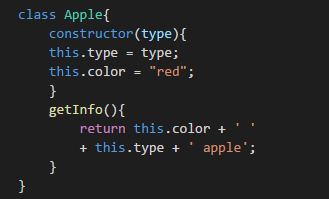 class Apple{
    constructor(type){
    this.type = type;
    this.color = "red";
    }
    getInfo(){
        return this.color + ' '
        + this.type + ' apple';
    }
}